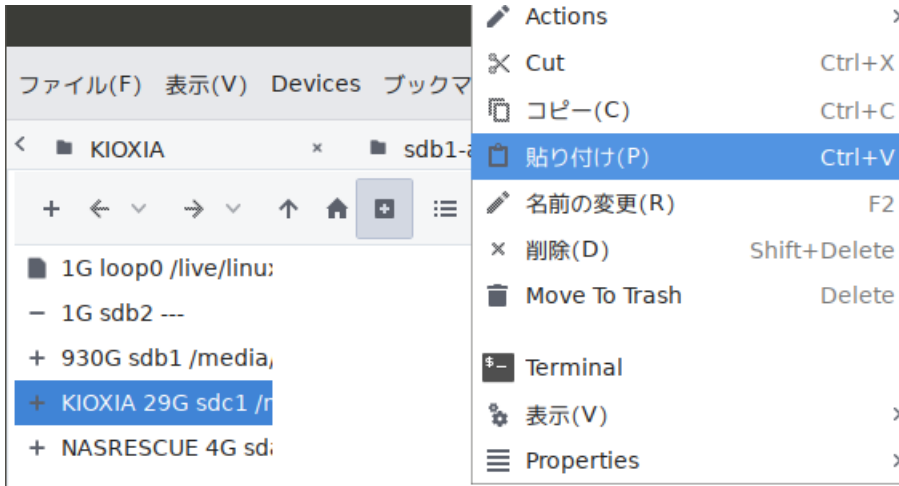 ファイル(F) 表示(V) Devices ブックマ
KIOXIA × sdb1-a
1G loop0 /live/linux
1G sdb2 ---
930G sdb1 /media/
KIOXIA 29G sdc1 /m
NASRESCUE 4G sda
Actions
Cut Ctrl+X
コピー(C) Ctrl+C
貼り付け(P) Ctrl+V
名前の変更(R) F2
削除(D) Shift+Delete
Move To Trash Delete
$_ Terminal
表示(V)
Properties